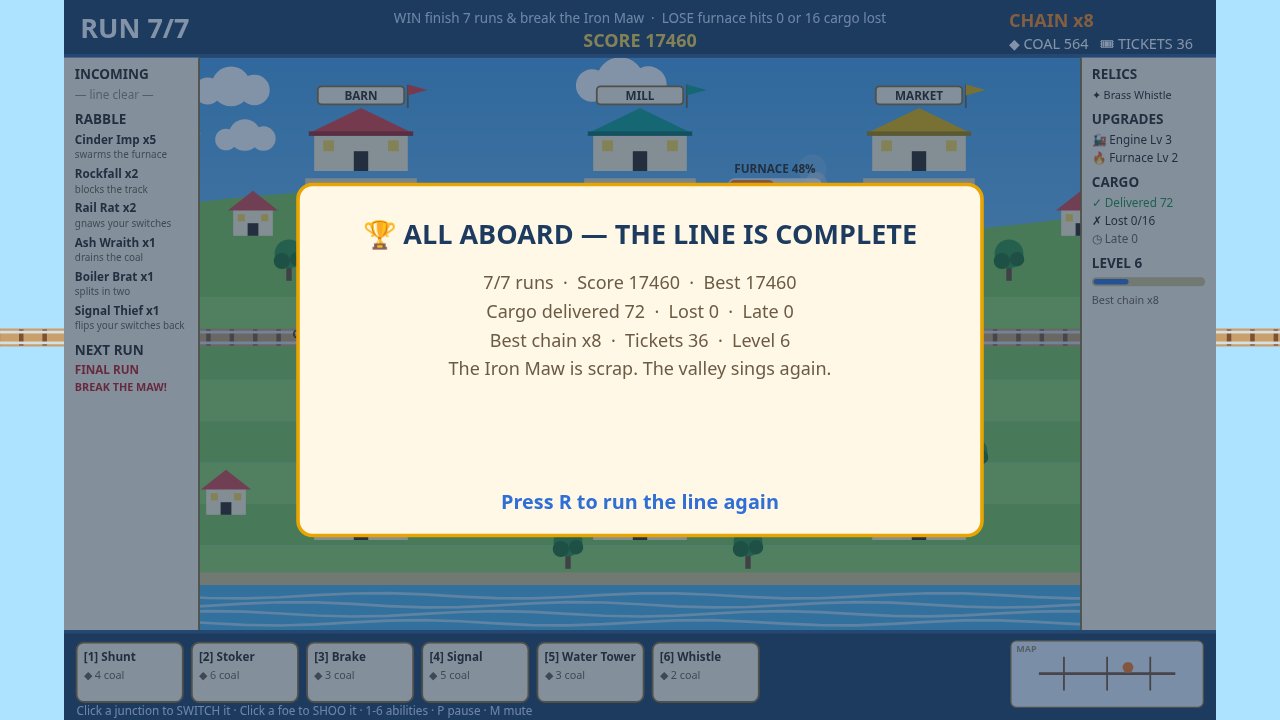 RUN 7/7
WIN finish 7 runs & break the Iron Maw · LOSE furnace hits 0 or 16 cargo lost
SCORE 17460
CHAIN x8
◆ COAL 564 🎟 TICKETS 36
INCOMING
— line clear —
RABBLE
Cinder Imp x5
swarms the furnace
Rockfall x2
blocks the track
Rail Rat x2
gnaws your switches
Ash Wraith x1
drains the coal
Boiler Brat x1
splits in two
Signal Thief x1
flips your switches back
NEXT RUN
FINAL RUN
BREAK THE MAW!
BARN
MILL
MARKET
FURNACE 48%
🏆 ALL ABOARD — THE LINE IS COMPLETE
7/7 runs · Score 17460 · Best 17460
Cargo delivered 72 · Lost 0 · Late 0
Best chain x8 · Tickets 36 · Level 6
The Iron Maw is scrap. The valley sings again.
Press R to run the line again
RELICS
✦ Brass Whistle
UPGRADES
🚂 Engine Lv 3
🔥 Furnace Lv 2
CARGO
✓ Delivered 72
✗ Lost 0/16
◷ Late 0
LEVEL 6
Best chain x8
[1] Shunt
◆ 4 coal
[2] Stoker
◆ 6 coal
[3] Brake
◆ 3 coal
[4] Signal
◆ 5 coal
[5] Water Tower
◆ 3 coal
[6] Whistle
◆ 2 coal
MAP
Click a junction to SWITCH it · Click a foe to SHOO it · 1-6 abilities · P pause · M mute